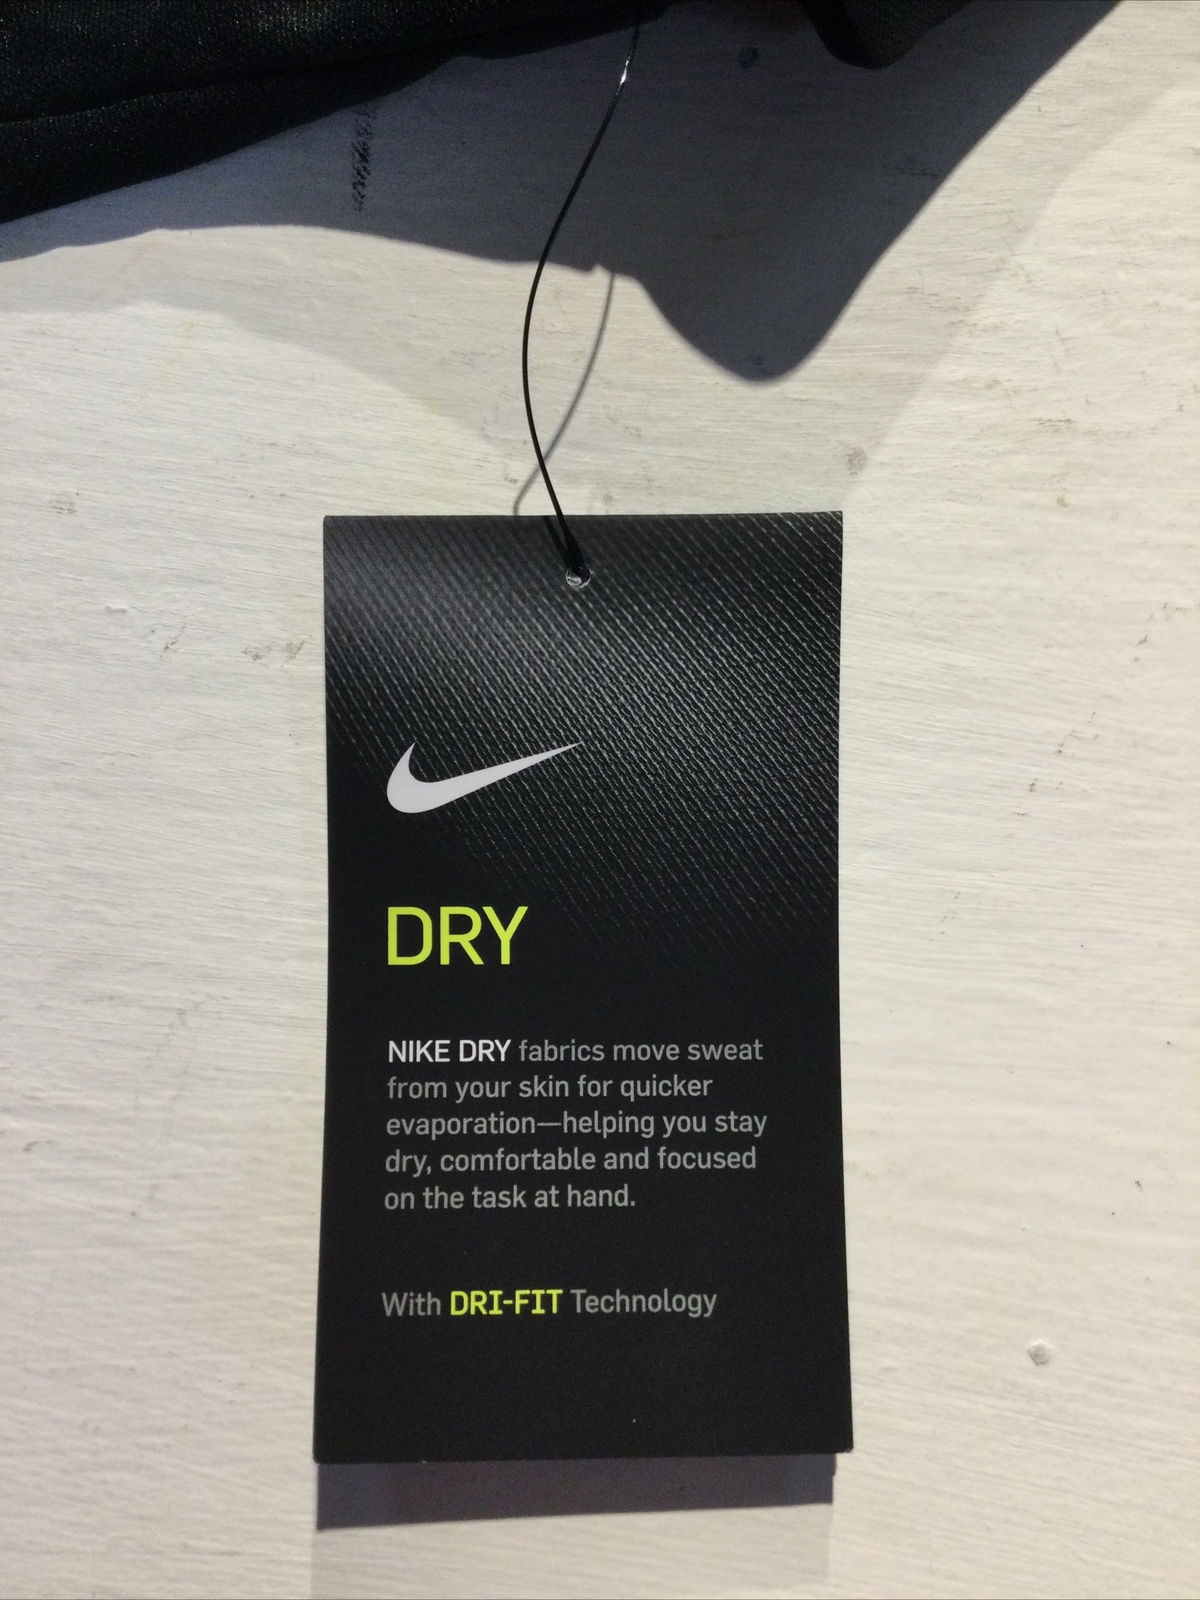 DRY
NIKE DRY fabrics move sweat
from your skin for quicker
evaporation—helping you stay
dry, comfortable and focused
on the task at hand.
With DRI-FIT Technology